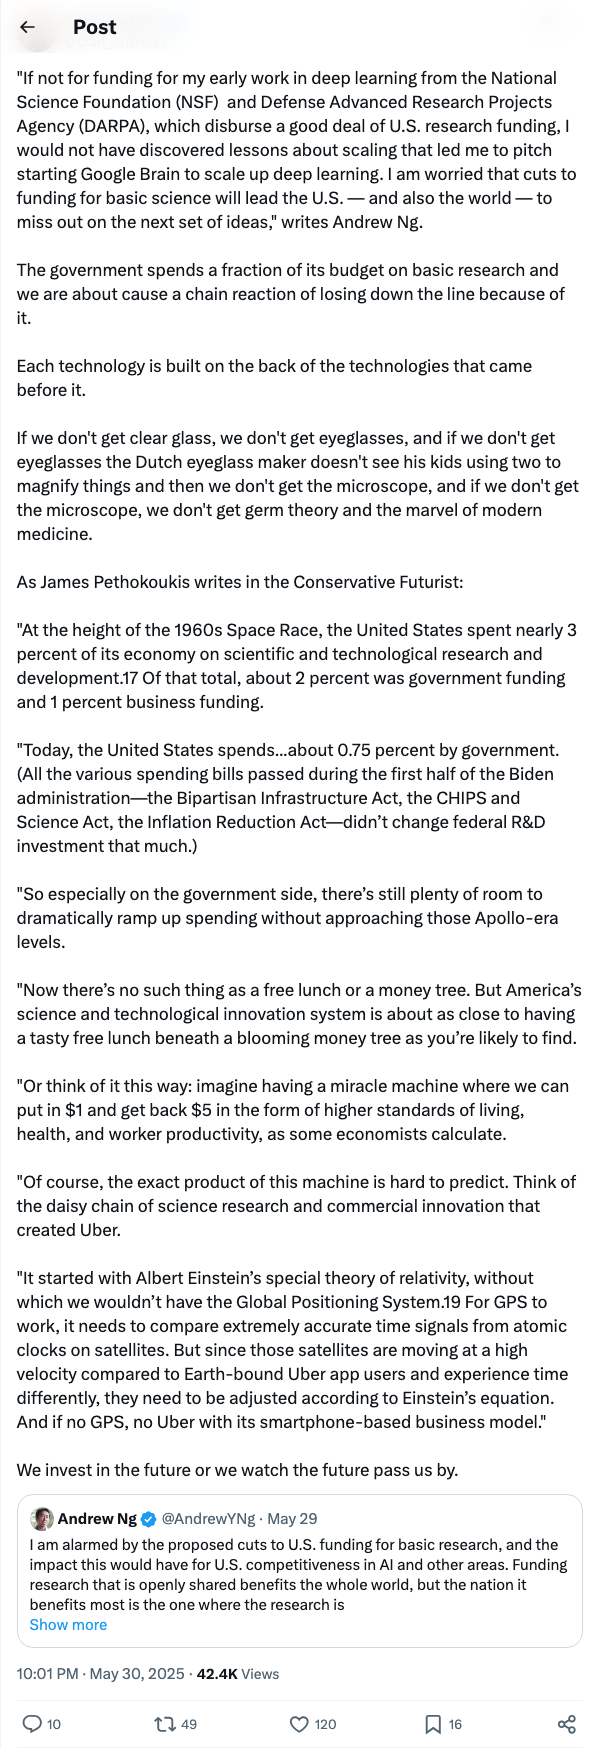 Post
"If not for funding for my early work in deep learning from the National
Science Foundation (NSF)  and Defense Advanced Research Projects
Agency (DARPA), which disburse a good deal of U.S. research funding, I
would not have discovered lessons about scaling that led me to pitch
starting Google Brain to scale up deep learning. I am worried that cuts to
funding for basic science will lead the U.S. — and also the world — to
miss out on the next set of ideas," writes Andrew Ng.
The government spends a fraction of its budget on basic research and
we are about cause a chain reaction of losing down the line because of
it.
Each technology is built on the back of the technologies that came
before it.
If we don't get clear glass, we don't get eyeglasses, and if we don't get
eyeglasses the Dutch eyeglass maker doesn't see his kids using two to
magnify things and then we don't get the microscope, and if we don't get
the microscope, we don't get germ theory and the marvel of modern
medicine.
As James Pethokoukis writes in the Conservative Futurist:
"At the height of the 1960s Space Race, the United States spent nearly 3
percent of its economy on scientific and technological research and
development.17 Of that total, about 2 percent was government funding
and 1 percent business funding.
"Today, the United States spends...about 0.75 percent by government.
(All the various spending bills passed during the first half of the Biden
administration—the Bipartisan Infrastructure Act, the CHIPS and
Science Act, the Inflation Reduction Act—didn’t change federal R&D
investment that much.)
"So especially on the government side, there’s still plenty of room to
dramatically ramp up spending without approaching those Apollo-era
levels.
"Now there’s no such thing as a free lunch or a money tree. But America’s
science and technological innovation system is about as close to having
a tasty free lunch beneath a blooming money tree as you’re likely to find.
"Or think of it this way: imagine having a miracle machine where we can
put in $1 and get back $5 in the form of higher standards of living,
health, and worker productivity, as some economists calculate.
"Of course, the exact product of this machine is hard to predict. Think of
the daisy chain of science research and commercial innovation that
created Uber.
"It started with Albert Einstein’s special theory of relativity, without
which we wouldn’t have the Global Positioning System.19 For GPS to
work, it needs to compare extremely accurate time signals from atomic
clocks on satellites. But since those satellites are moving at a high
velocity compared to Earth-bound Uber app users and experience time
differently, they need to be adjusted according to Einstein’s equation.
And if no GPS, no Uber with its smartphone-based business model."
We invest in the future or we watch the future pass us by.
Andrew Ng @AndrewYNg · May 29
I am alarmed by the proposed cuts to U.S. funding for basic research, and the
impact this would have for U.S. competitiveness in AI and other areas. Funding
research that is openly shared benefits the whole world, but the nation it
benefits most is the one where the research is
Show more
10:01 PM · May 30, 2025 · 42.4K Views
10 49 120 16